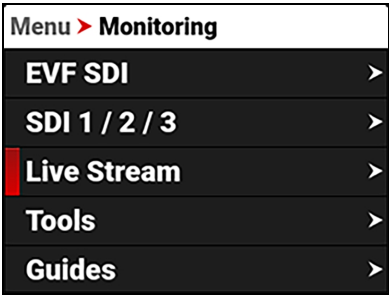 Menu ➤ Monitoring
EVF SDI
SDI 1 / 2 / 3
Live Stream
Tools
Guides